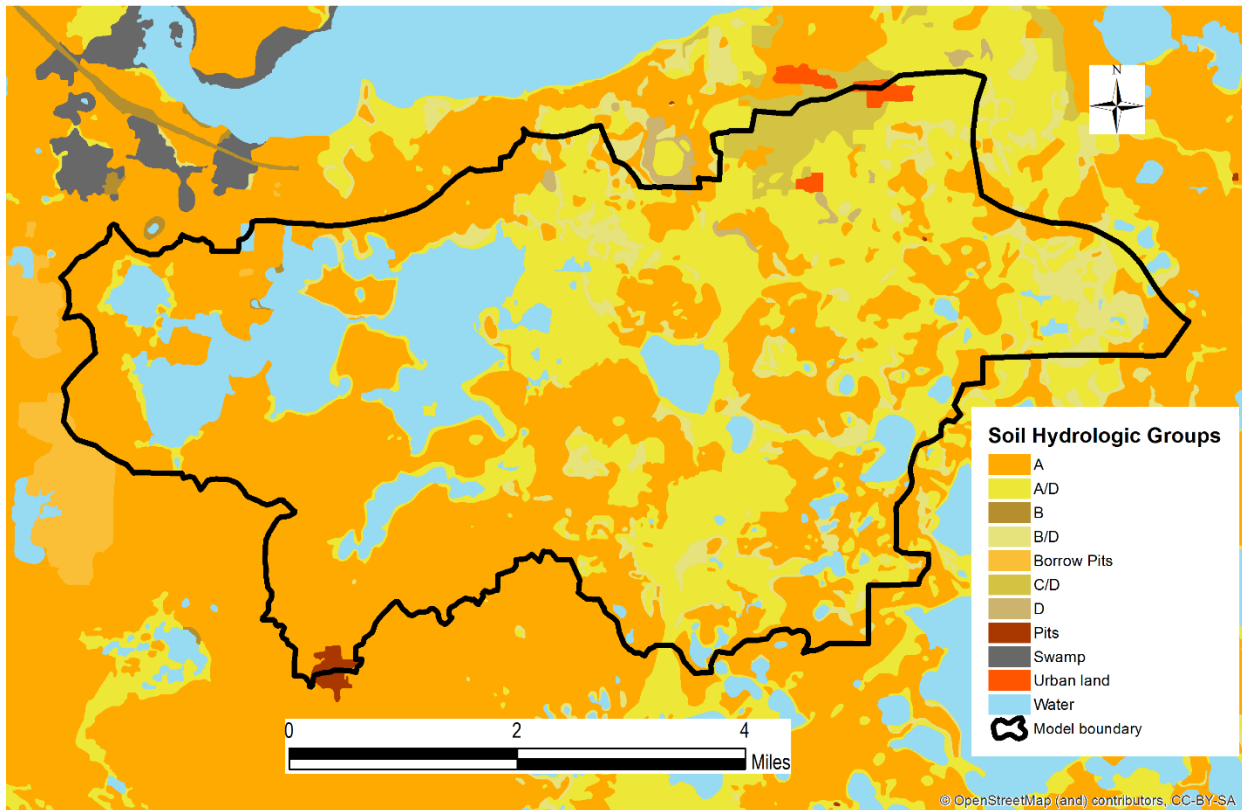 N
Soil Hydrologic Groups
A
A/D
B
B/D
Borrow Pits
C/D
D
Pits
Swamp
Urban land
Water
Model boundary
0 2 4
Miles
© OpenStreetMap (and) contributors, CC-BY-SA